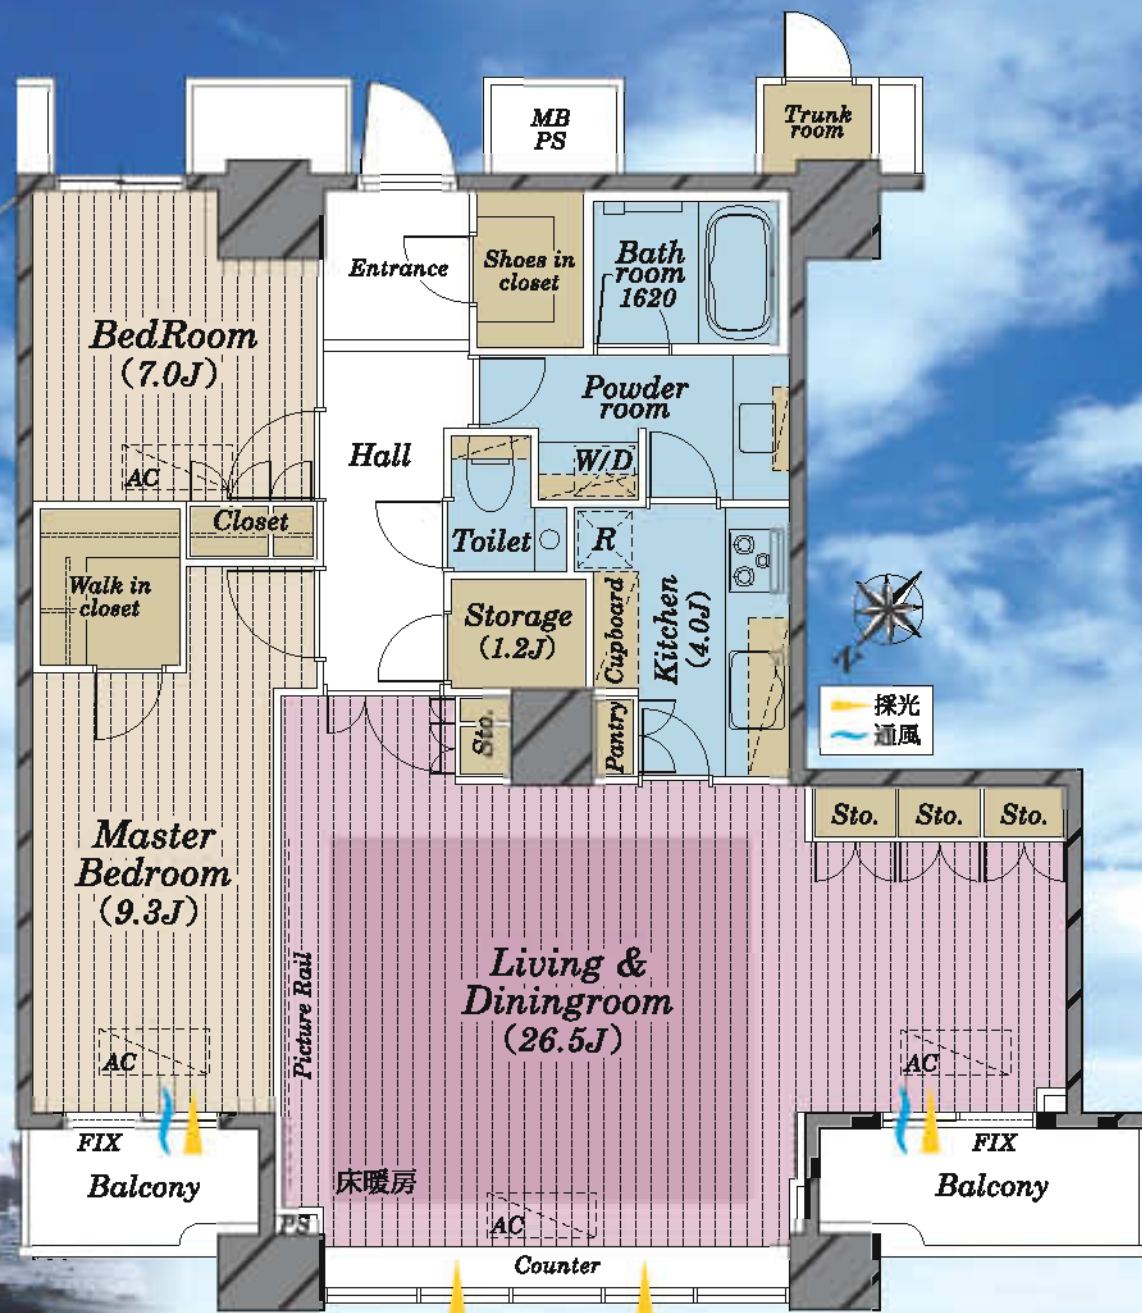 MB
PS
Trunk
room
Entrance
Shoes in
closet
Bath
room
1620
BedRoom
(7.0J)
Powder
room
Hall
AC
W/D
Closet
Toilet
R
Walk in
closet
Storage
(1.2J)
Cupboard
Kitchen
(4.0J)
N
採光
通風
Sto.
Pantry
Sto.
Sto.
Sto.
Master
Bedroom
(9.3J)
Picture Rail
Living &
Diningroom
(26.5J)
AC
AC
FIX
Balcony
FIX
Balcony
床暖房
PS
AC
Counter